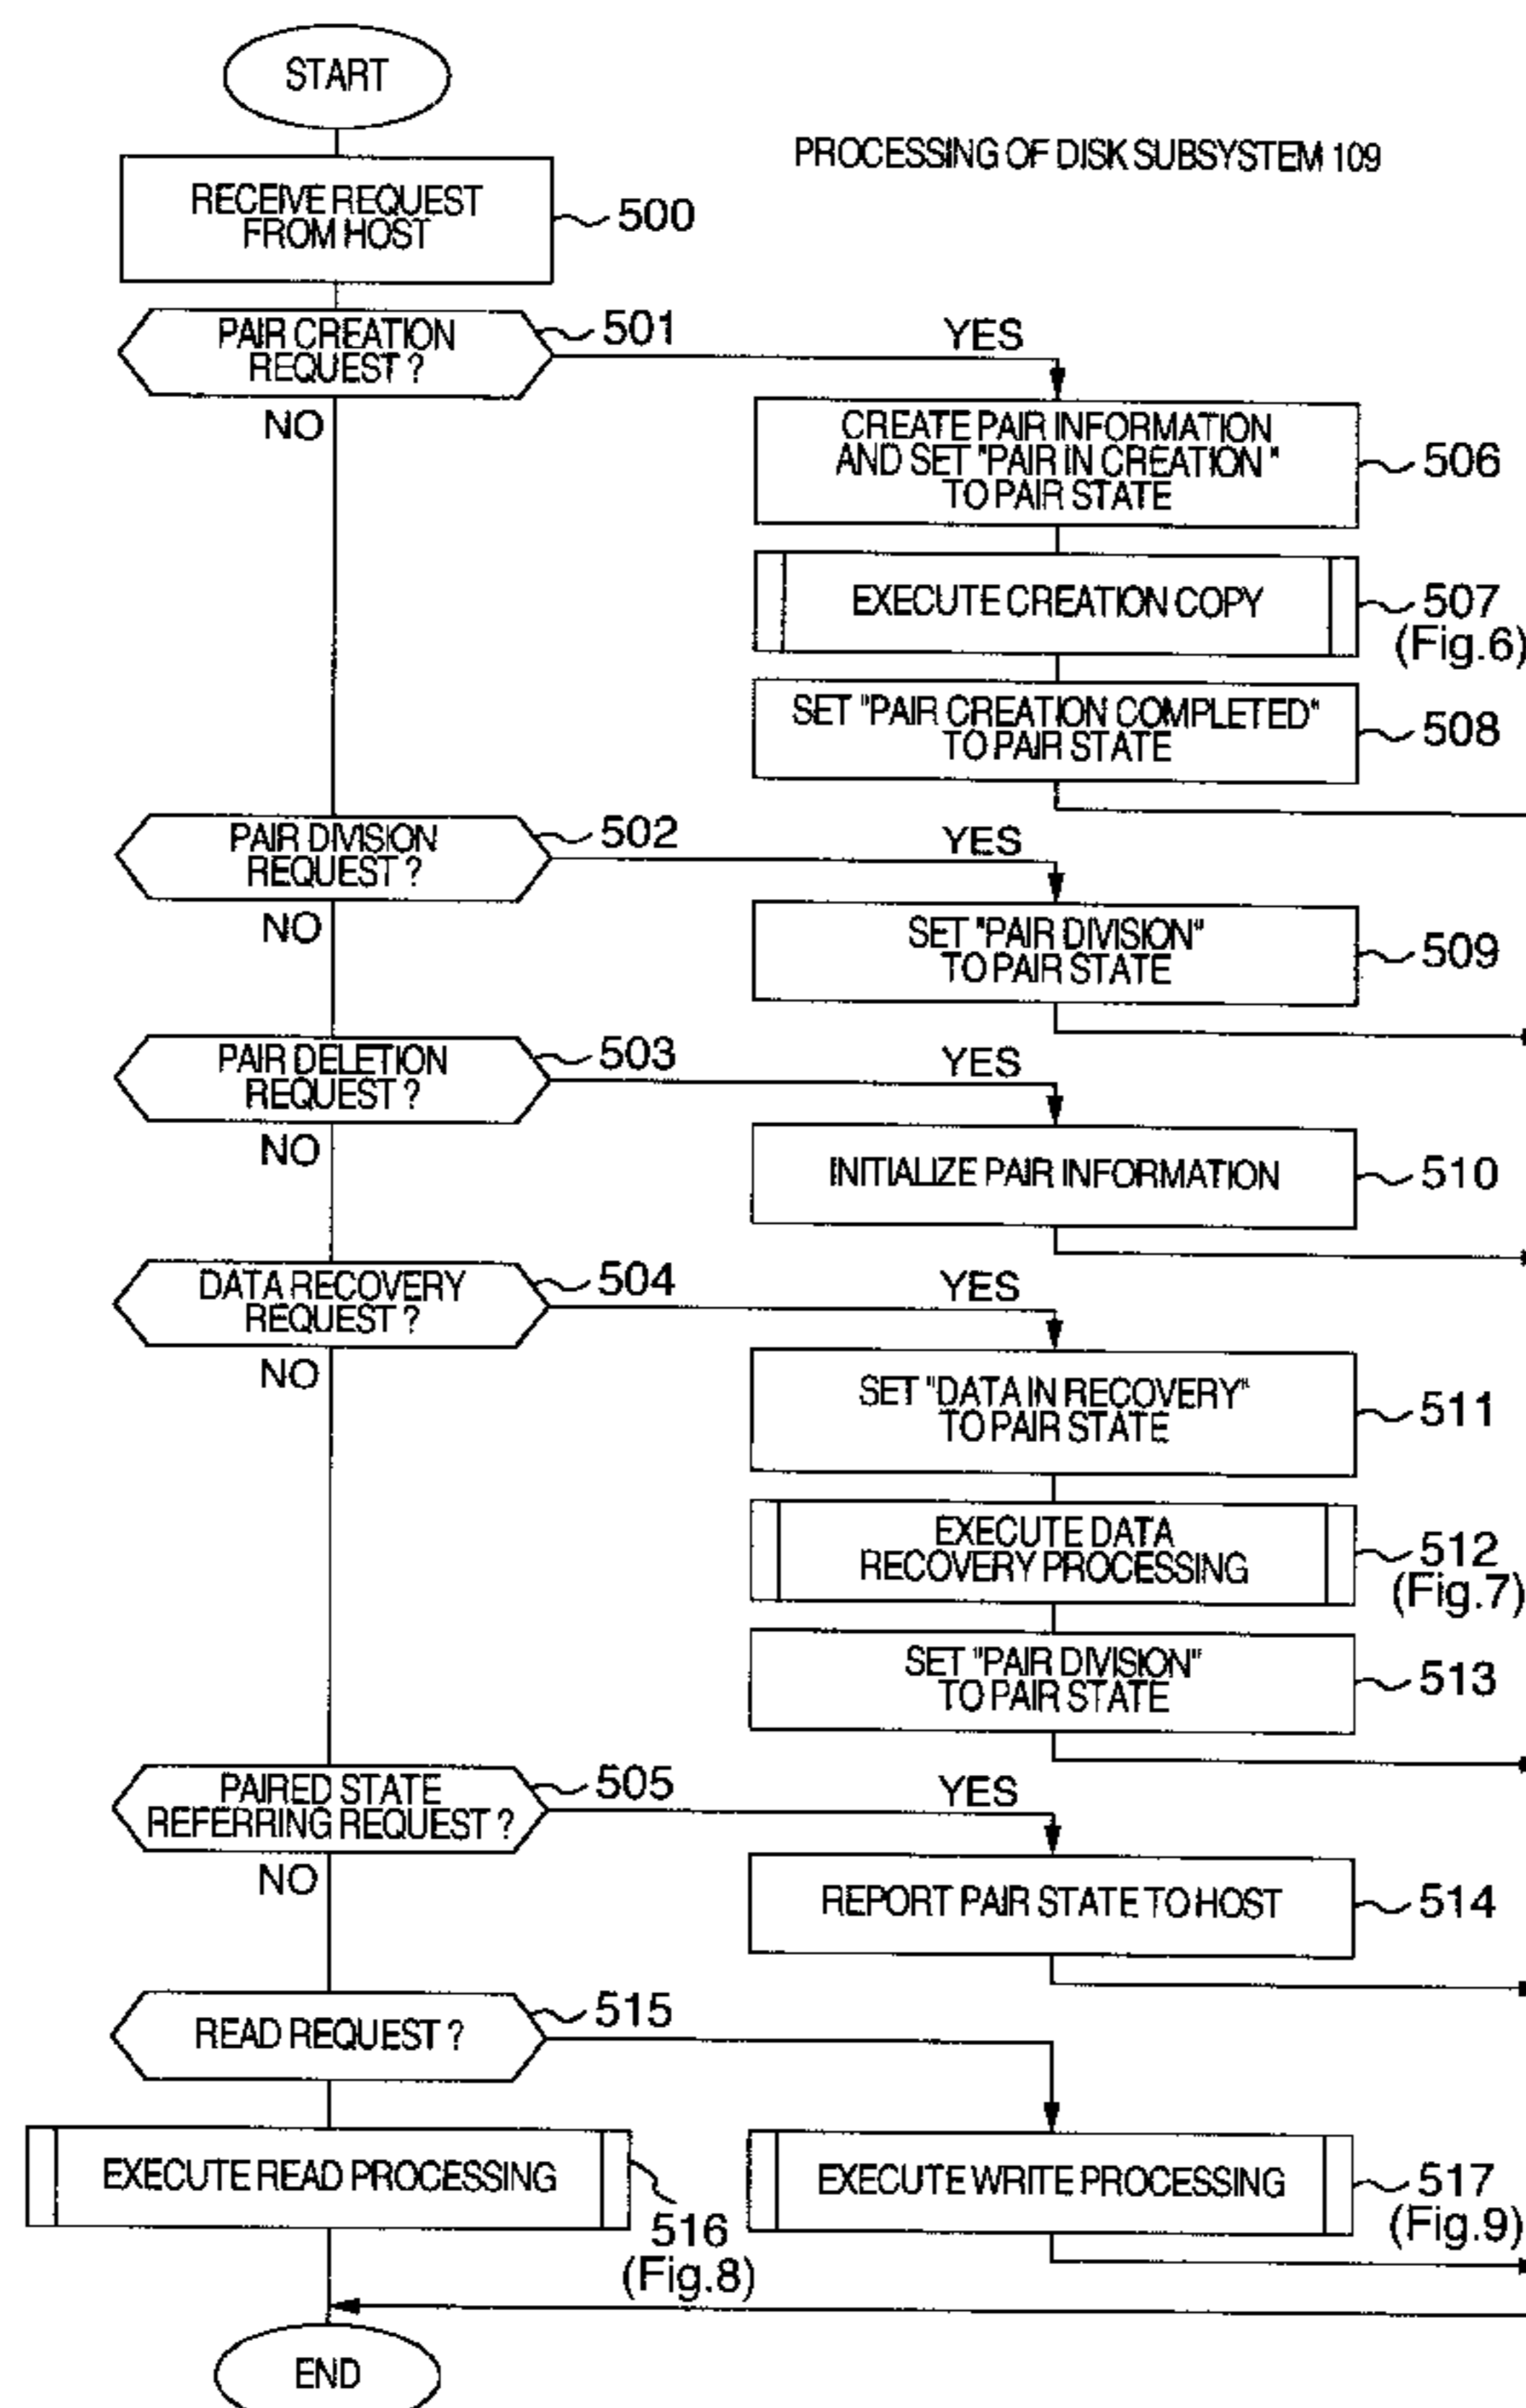 START
PROCESSING OF DISK SUBSYSTEM 109
RECEIVE REQUEST
FROM HOST
500
PAIR CREATION
REQUEST ?
501
YES
NO
CREATE PAIR INFORMATION
AND SET "PAIR IN CREATION "
TO PAIR STATE
506
EXECUTE CREATION COPY
507
(Fig.6)
SET "PAIR CREATION COMPLETED"
TO PAIR STATE
508
PAIR DIVISION
REQUEST ?
502
YES
NO
SET "PAIR DIVISION"
TO PAIR STATE
509
PAIR DELETION
REQUEST ?
503
YES
NO
INITIALIZE PAIR INFORMATION
510
DATA RECOVERY
REQUEST ?
504
YES
NO
SET "DATA IN RECOVERY"
TO PAIR STATE
511
EXECUTE DATA
RECOVERY PROCESSING
512
(Fig.7)
SET "PAIR DIVISION"
TO PAIR STATE
513
PAIRED STATE
REFERRING REQUEST ?
505
YES
NO
REPORT PAIR STATE TO HOST
514
READ REQUEST ?
515
EXECUTE READ PROCESSING
516
(Fig.8)
EXECUTE WRITE PROCESSING
517
(Fig.9)
END